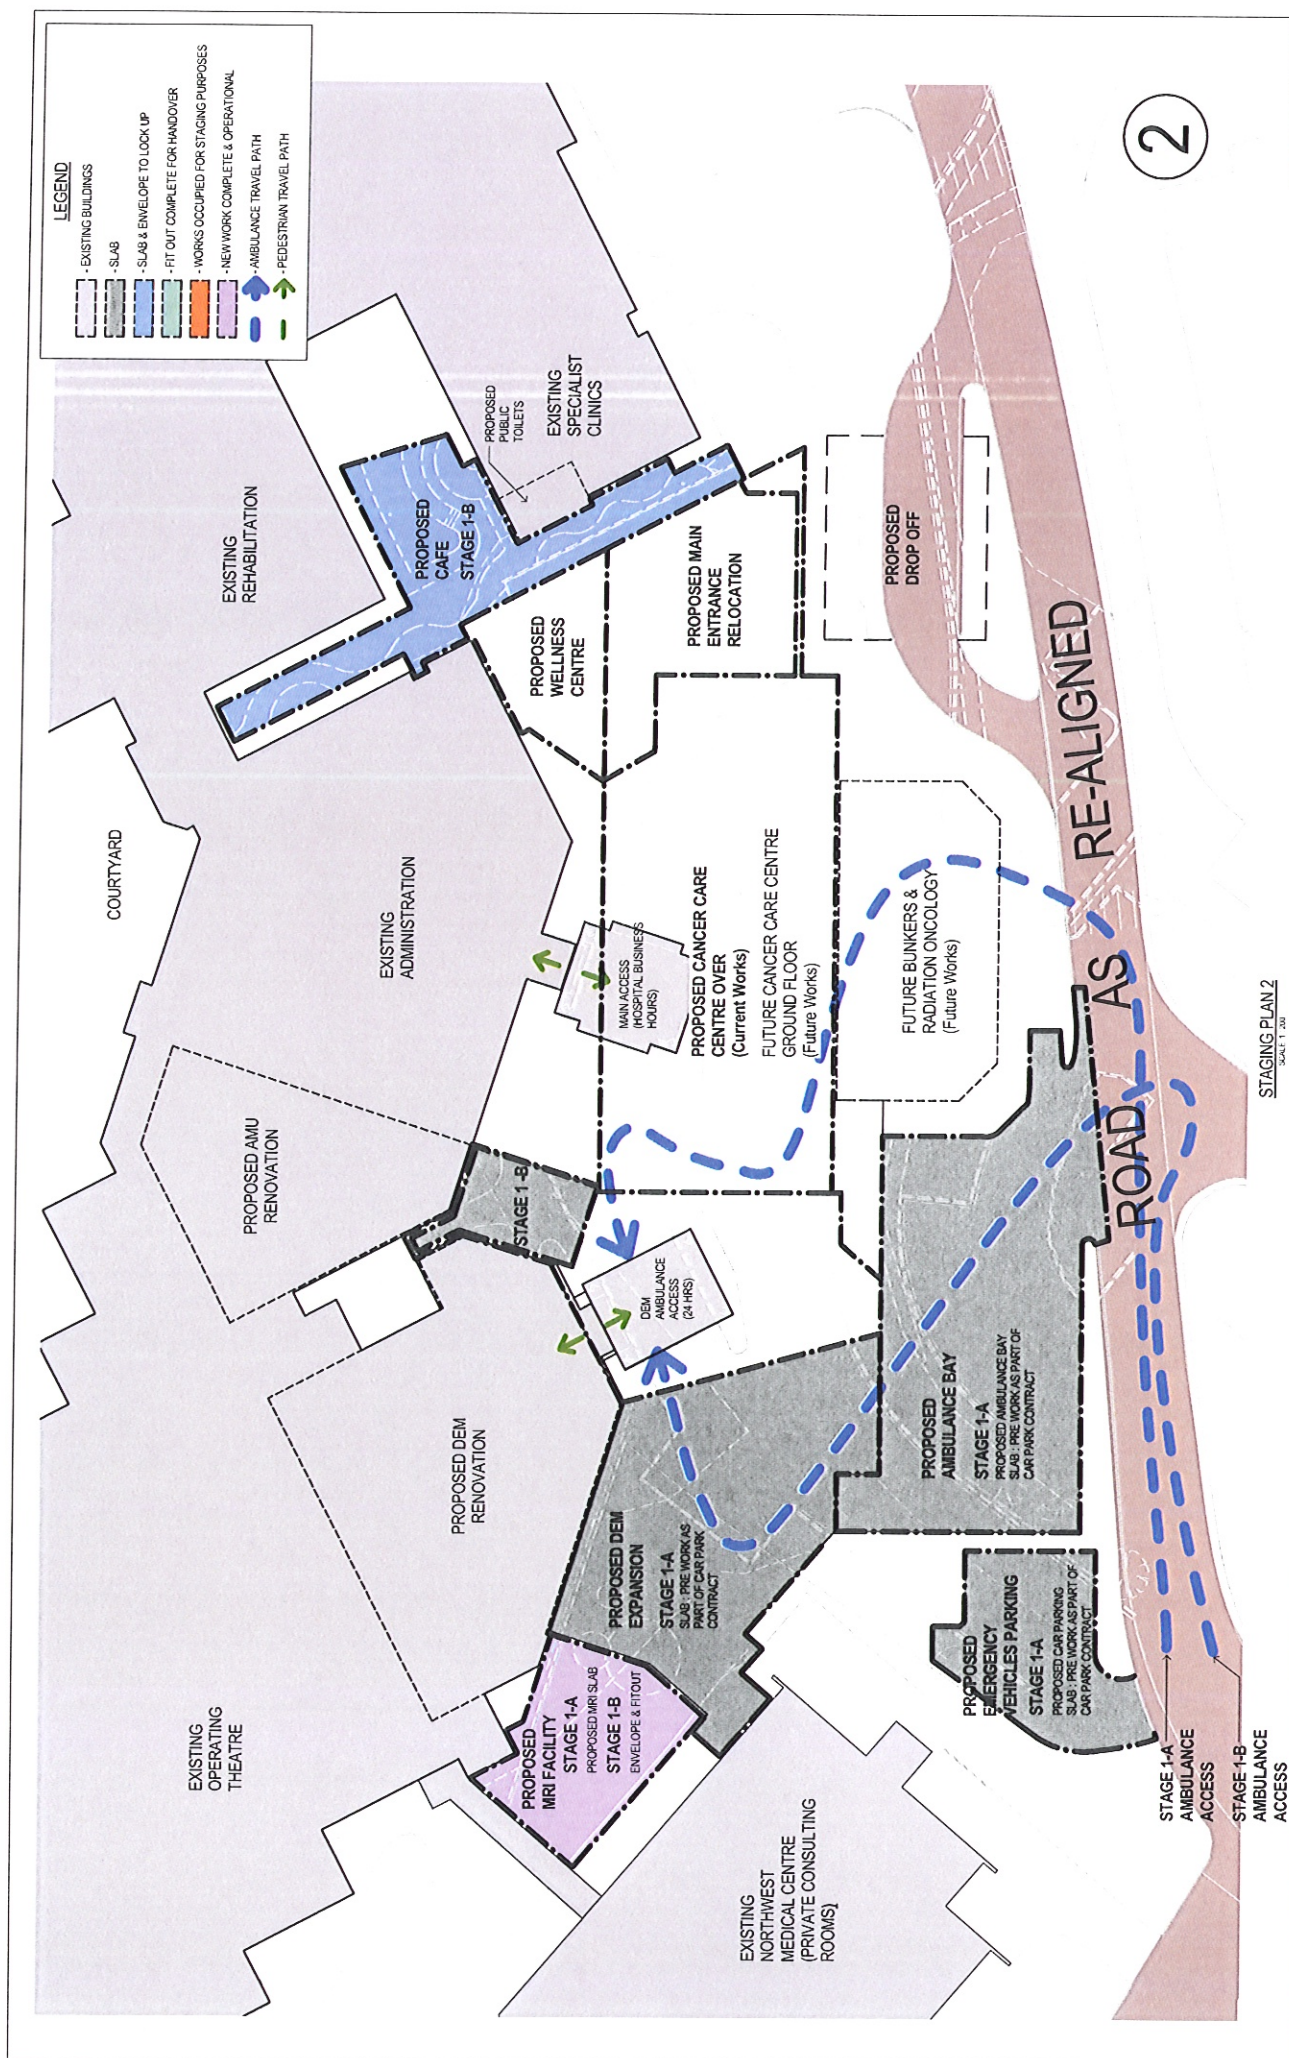 LEGEND
- EXISTING BUILDINGS
- SLAB
- SLAB & ENVELOPE TO LOCK UP
- FIT OUT COMPLETE FOR HANDOVER
- WORKS OCCUPIED FOR STAGING PURPOSES
- NEW WORK COMPLETE & OPERATIONAL
- AMBULANCE TRAVEL PATH
- PEDESTRIAN TRAVEL PATH
COURTYARD
EXISTING
REHABILITATION
PROPOSED
CAFE
STAGE 1-B
PROPOSED
PUBLIC
TOILETS
EXISTING
SPECIALIST
CLINICS
EXISTING
ADMINISTRATION
PROPOSED
WELLNESS
CENTRE
PROPOSED MAIN
ENTRANCE
RELOCATION
PROPOSED
DROP OFF
PROPOSED AMU
RENOVATION
STAGE 1 -B
MAIN ACCESS
(HOSPITAL BUSINESS
HOURS)
PROPOSED CANCER CARE
CENTRE OVER
(Current Works)
FUTURE CANCER CARE CENTRE
GROUND FLOOR
(Future Works)
FUTURE BUNKERS &
RADIATION ONCOLOGY
(Future Works)
EXISTING
OPERATING
THEATRE
PROPOSED DEM
RENOVATION
DEM
AMBULANCE
ACCESS
(24 HRS)
PROPOSED DEM
EXPANSION
STAGE 1-A
SLAB : PRE WORK AS
PART OF CAR PARK
CONTRACT
PROPOSED
AMBULANCE BAY
STAGE 1-A
PROPOSED AMBULANCE BAY
SLAB : PRE WORK AS PART OF
CAR PARK CONTRACT
PROPOSED
MRI FACILITY
STAGE 1-A
PROPOSED MRI SLAB
STAGE 1-B
ENVELOPE & FITOUT
PROPOSED
EMERGENCY
VEHICLES PARKING
STAGE 1-A
PROPOSED CAR PARKING
SLAB : PRE WORK AS PART OF
CAR PARK CONTRACT
EXISTING
NORTHWEST
MEDICAL CENTRE
(PRIVATE CONSULTING
ROOMS)
ROAD AS RE-ALIGNED
STAGE 1-A
AMBULANCE
ACCESS
STAGE 1-B
AMBULANCE
ACCESS
STAGING PLAN 2
SCALE 1 : 200
2